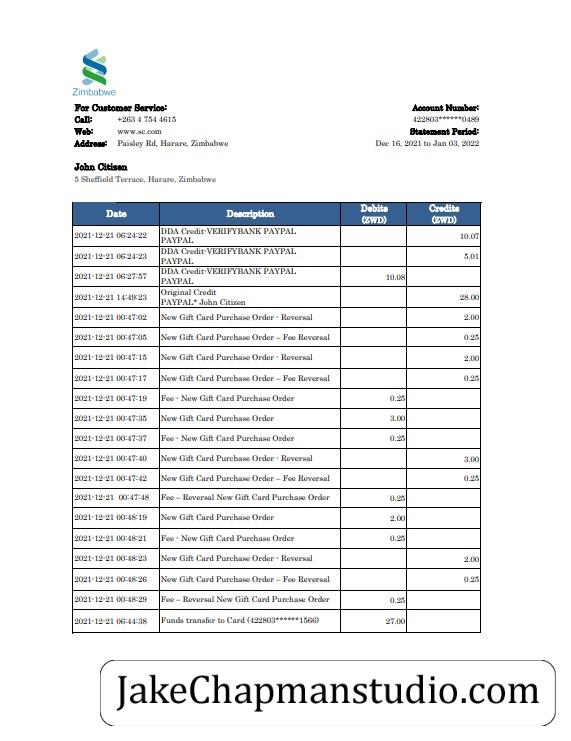 Zimbabwe
For Customer Service:
Call: +263 4 754 4615
Web: www.sc.com
Address: Paisley Rd, Harare, Zimbabwe
Account Number:
422803******0489
Statement Period:
Dec 16, 2021 to Jan 03, 2022
John Citizen
5 Sheffield Terrace, Harare, Zimbabwe
Date Description Debits (ZWD) Credits (ZWD)
2021-12-21 06:24:22 DDA Credit-VERIFYBANK PAYPAL
PAYPAL 10.07
2021-12-21 06:24:23 DDA Credit-VERIFYBANK PAYPAL
PAYPAL 5.01
2021-12-21 06:27:57 DDA Credit-VERIFYBANK PAYPAL
PAYPAL 10.08
2021-12-21 14:49:23 Original Credit
PAYPAL* John Citizen 28.00
2021-12-21 00:47:02 New Gift Card Purchase Order - Reversal 2.00
2021-12-21 00:47:05 New Gift Card Purchase Order – Fee Reversal 0.25
2021-12-21 00:47:15 New Gift Card Purchase Order - Reversal 2.00
2021-12-21 00:47:17 New Gift Card Purchase Order – Fee Reversal 0.25
2021-12-21 00:47:19 Fee - New Gift Card Purchase Order 0.25
2021-12-21 00:47:35 New Gift Card Purchase Order 3.00
2021-12-21 00:47:37 Fee - New Gift Card Purchase Order 0.25
2021-12-21 00:47:40 New Gift Card Purchase Order - Reversal 3.00
2021-12-21 00:47:42 New Gift Card Purchase Order – Fee Reversal 0.25
2021-12-21 00:47:48 Fee – Reversal New Gift Card Purchase Order 0.25
2021-12-21 00:48:19 New Gift Card Purchase Order 2.00
2021-12-21 00:48:21 Fee - New Gift Card Purchase Order 0.25
2021-12-21 00:48:23 New Gift Card Purchase Order - Reversal 2.00
2021-12-21 00:48:26 New Gift Card Purchase Order – Fee Reversal 0.25
2021-12-21 00:48:29 Fee – Reversal New Gift Card Purchase Order 0.25
2021-12-21 06:44:38 Funds transfer to Card (422803******1566) 27.00
JakeChapmanstudio.com